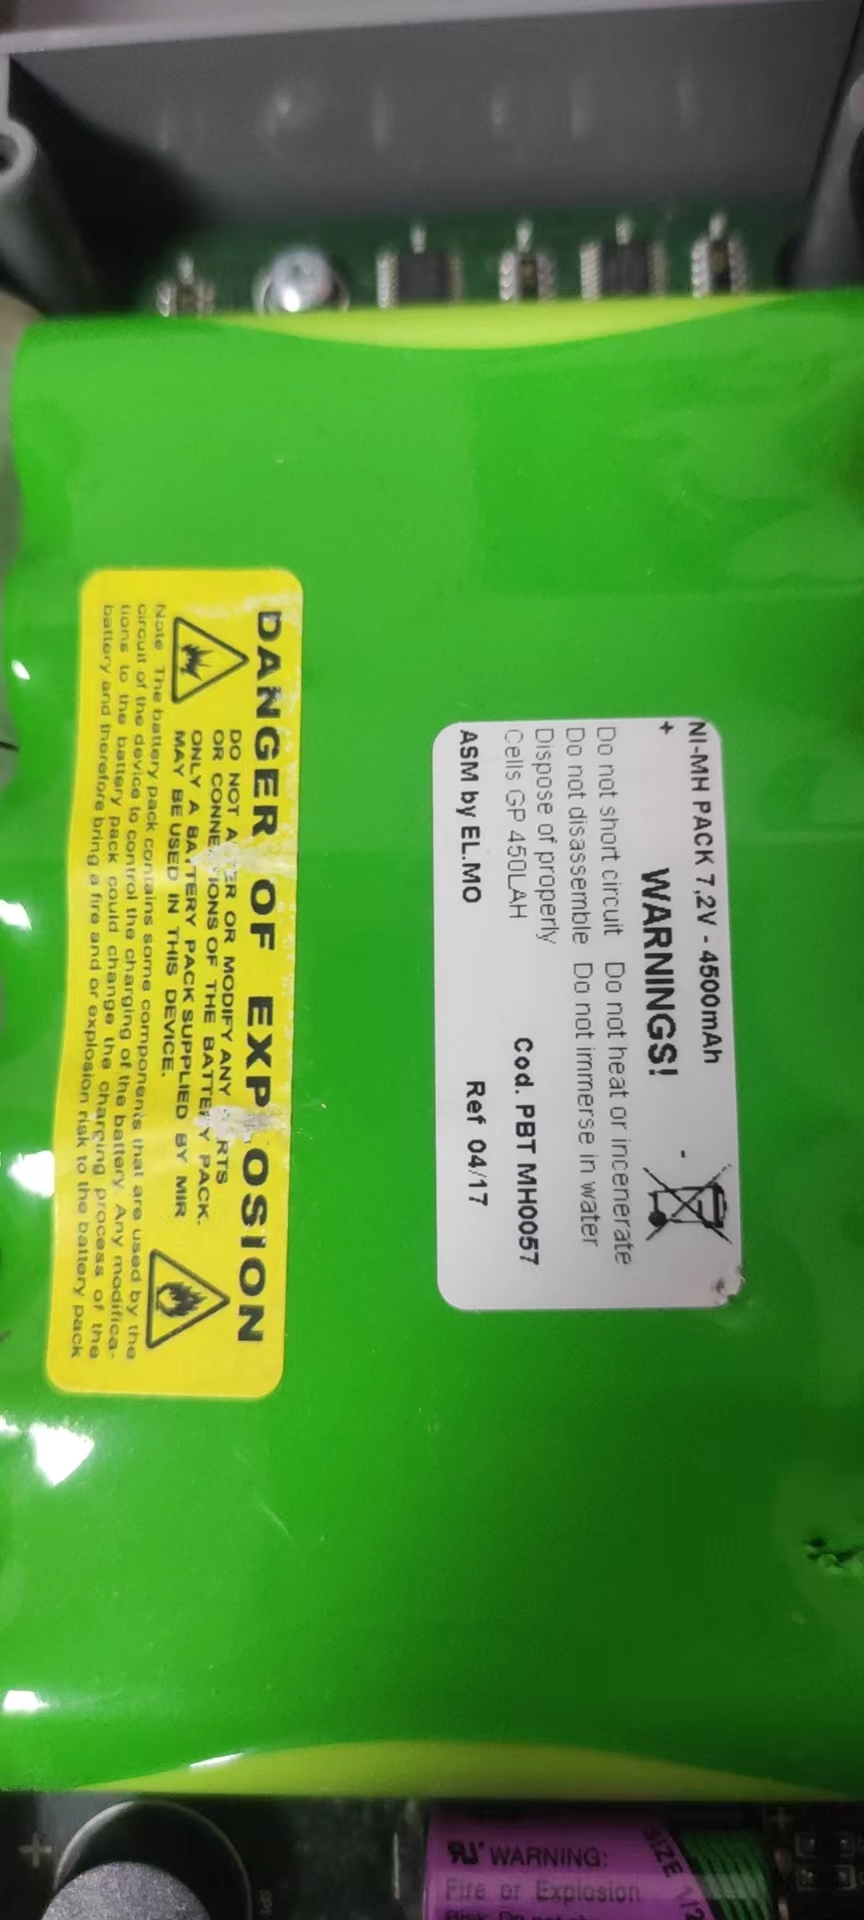 NI-MH PACK 7,2V - 4500mAh
+ -
WARNINGS!
Do not short circuit Do not heat or incenerate
Do not disassemble Do not immerse in water
Dispose of properly
Cells GP 450LAH Cod. PBT MH0057
ASM by EL.MO Ref 04/17
DANGER OF EXP OSION
DO NOT A ER OR MODIFY ANY RTS
OR CONNE IONS OF THE BATTERY PACK.
ONLY A BATTERY PACK SUPPLIED BY MIR
MAY BE USED IN THIS DEVICE.
Note The battery pack contains some components that are used by the
circuit of the device to control the charging of the battery. Any modifica-
tions to the battery pack could change the charging process of the
battery and therefore bring a fire and or explosion risk to the battery pack
WARNING:
Fire or Explosion
SIZE 1/2
+
+